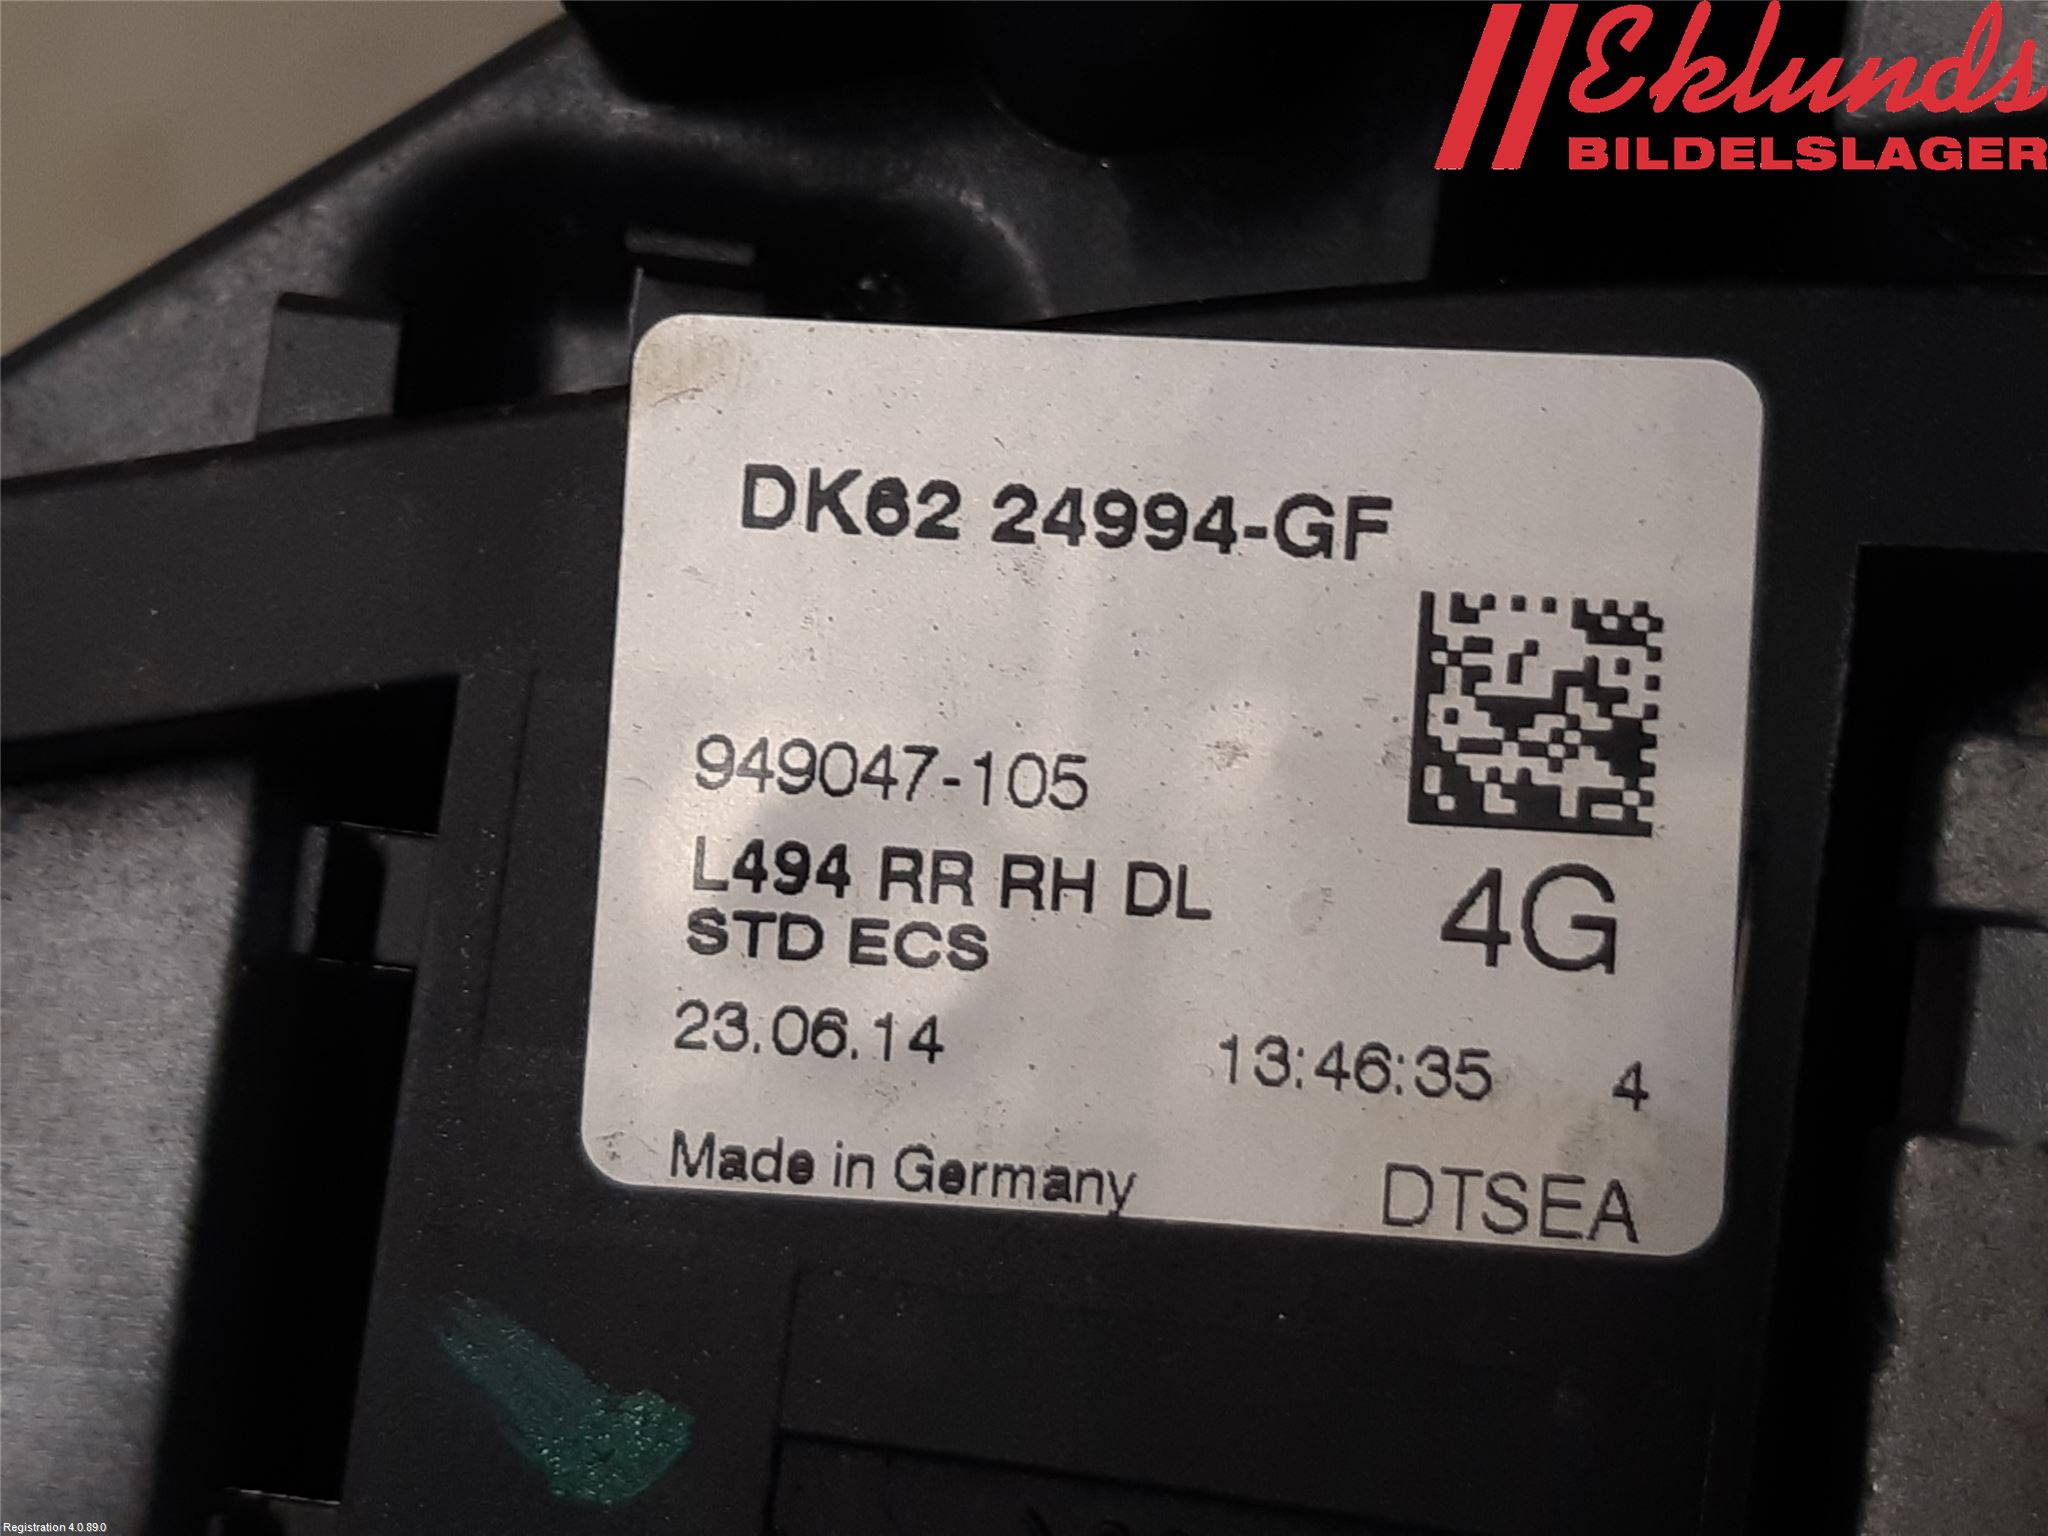 Eklunds
BILDELSLAGER
DK62 24994-GF
949047-105
L494 RR RH DL
STD ECS
4G
23.06.14 13:46:35 4
Made in Germany DTSEA
Registration 4.0.89.0